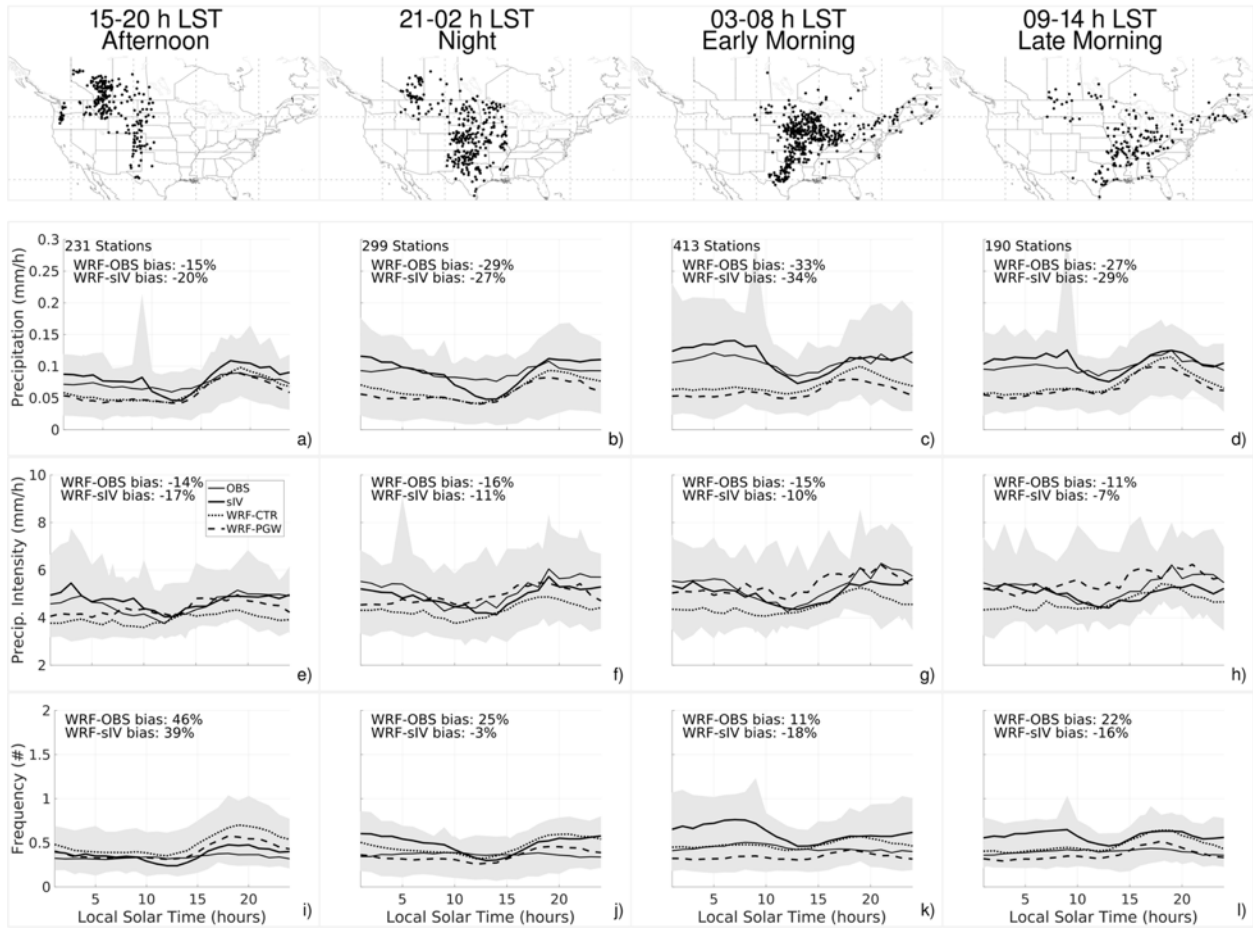 15-20 h LST
Afternoon
21-02 h LST
Night
03-08 h LST
Early Morning
09-14 h LST
Late Morning
Precipitation (mm/h)
0.3
0.25
0.2
0.15
0.1
0.05
0
231 Stations
WRF-OBS bias: -15%
WRF-sIV bias: -20%
a)
299 Stations
WRF-OBS bias: -29%
WRF-sIV bias: -27%
b)
413 Stations
WRF-OBS bias: -33%
WRF-sIV bias: -34%
c)
190 Stations
WRF-OBS bias: -27%
WRF-sIV bias: -29%
d)
Precip. Intensity (mm/h)
10
8
6
4
2
WRF-OBS bias: -14%
WRF-sIV bias: -17%
OBS
sIV
WRF-CTR
WRF-PGW
e)
WRF-OBS bias: -16%
WRF-sIV bias: -11%
f)
WRF-OBS bias: -15%
WRF-sIV bias: -10%
g)
WRF-OBS bias: -11%
WRF-sIV bias: -7%
h)
Frequency (#)
2
1.5
1
0.5
0
WRF-OBS bias: 46%
WRF-sIV bias: 39%
i)
WRF-OBS bias: 25%
WRF-sIV bias: -3%
j)
WRF-OBS bias: 11%
WRF-sIV bias: -18%
k)
WRF-OBS bias: 22%
WRF-sIV bias: -16%
l)
5 10 15 20
Local Solar Time (hours)
5 10 15 20
Local Solar Time (hours)
5 10 15 20
Local Solar Time (hours)
5 10 15 20
Local Solar Time (hours)